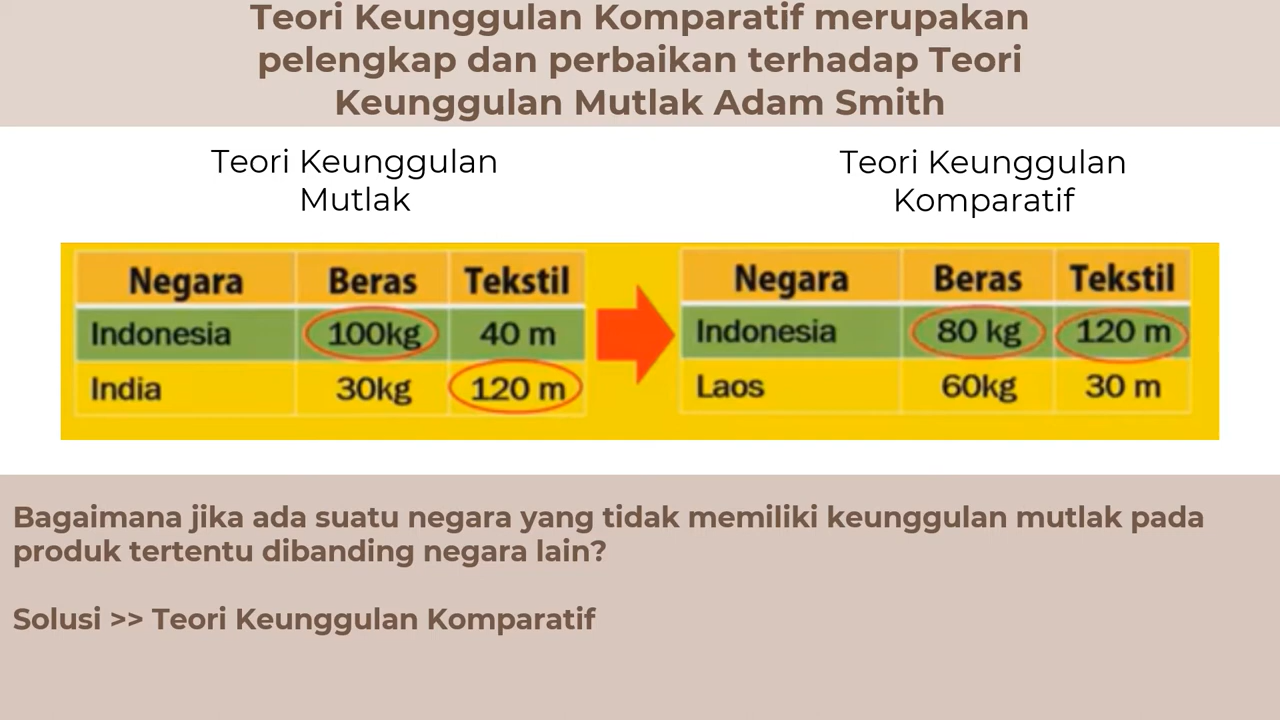 Teori Keunggulan Komparatif merupakan
pelengkap dan perbaikan terhadap Teori
Keunggulan Mutlak Adam Smith
Teori Keunggulan
Mutlak
Teori Keunggulan
Komparatif
Negara Beras Tekstil
Indonesia 100kg 40 m
India 30kg 120 m
Negara Beras Tekstil
Indonesia 80 kg 120 m
Laos 60kg 30 m
Bagaimana jika ada suatu negara yang tidak memiliki keunggulan mutlak pada
produk tertentu dibanding negara lain?
Solusi >> Teori Keunggulan Komparatif